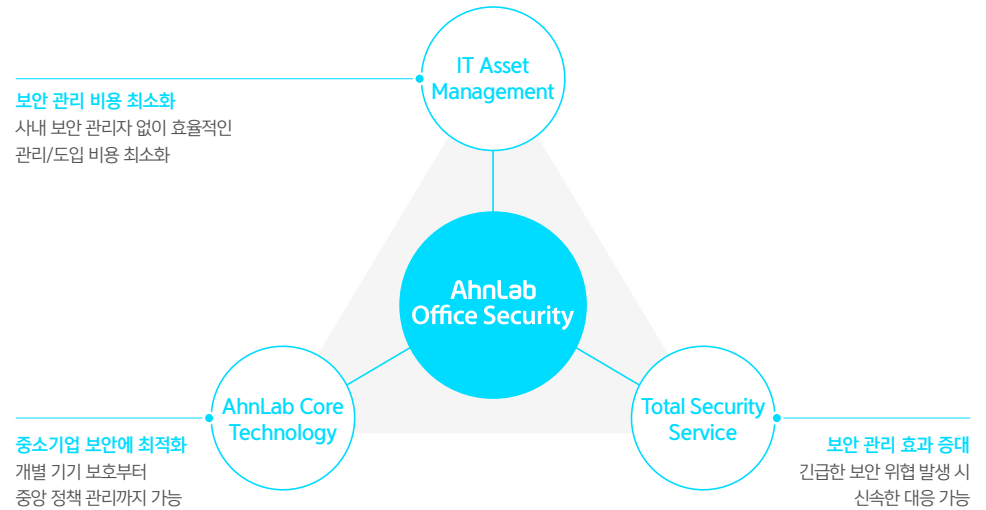 IT Asset
Management
보안 관리 비용 최소화
사내 보안 관리자 없이 효율적인
관리/도입 비용 최소화
AhnLab
Office Security
AhnLab Core
Technology
중소기업 보안에 최적화
개별 기기 보호부터
중앙 정책 관리까지 가능
Total Security
Service
보안 관리 효과 증대
긴급한 보안 위협 발생 시
신속한 대응 가능